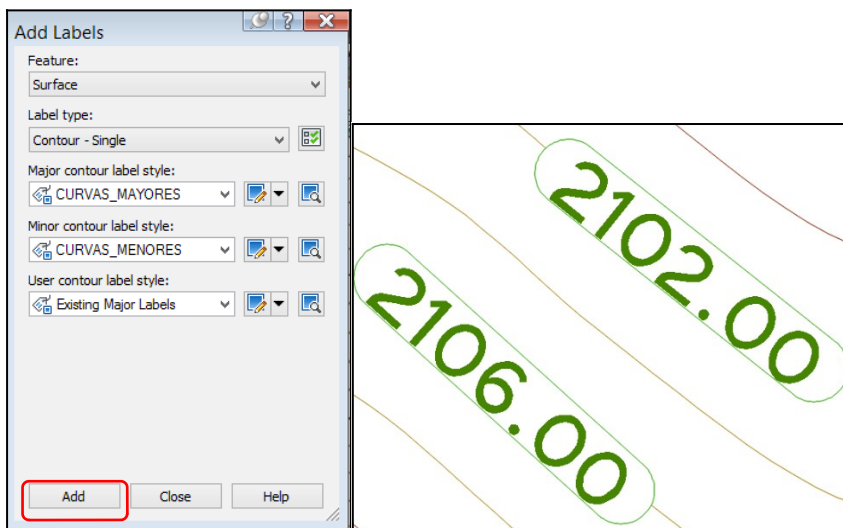 Add Labels
?
Feature:
Surface
Label type:
Contour - Single
Major contour label style:
CURVAS_MAYORES
Minor contour label style:
CURVAS_MENORES
User contour label style:
Existing Major Labels
Add Close Help
2102.00
2106.00